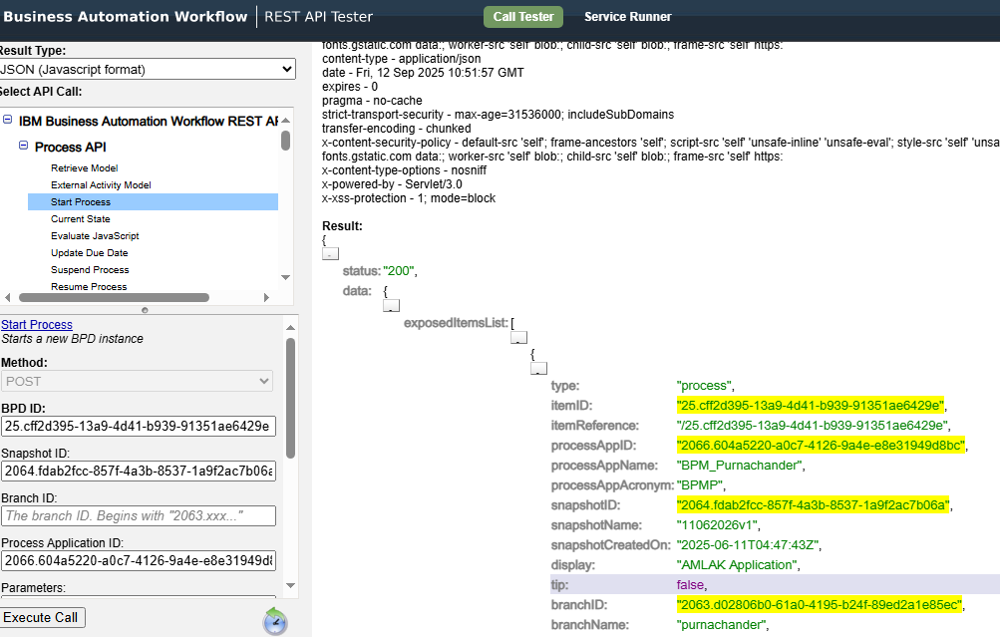 Business Automation Workflow | REST API Tester
Call Tester
Service Runner
Result Type:
JSON (Javascript format)
Select API Call:
IBM Business Automation Workflow REST AF
Process API
Retrieve Model
External Activity Model
Start Process
Current State
Evaluate JavaScript
Update Due Date
Suspend Process
Resume Process
Start Process
Starts a new BPD instance
Method:
POST
BPD ID:
25.cff2d395-13a9-4d41-b939-91351ae6429e
Snapshot ID:
2064.fdab2fcc-857f-4a3b-8537-1a9f2ac7b06a
Branch ID:
The branch ID. Begins with "2063.xxx..."
Process Application ID:
2066.604a5220-a0c7-4126-9a4e-e8e31949d8
Parameters:
Execute Call
fonts.gstatic.com data:; worker-src 'self' blob:; child-src 'self' blob:; frame-src 'self' https:
content-type - application/json
date - Fri, 12 Sep 2025 10:51:57 GMT
expires - 0
pragma - no-cache
strict-transport-security - max-age=31536000; includeSubDomains
transfer-encoding - chunked
x-content-security-policy - default-src 'self'; frame-ancestors 'self'; script-src 'self' 'unsafe-inline' 'unsafe-eval'; style-src 'self' 'unsa
fonts.gstatic.com data:; worker-src 'self' blob:; child-src 'self' blob:; frame-src 'self' https:
x-content-type-options - nosniff
x-powered-by - Servlet/3.0
x-xss-protection - 1; mode=block
Result:
{
status: "200",
data: {
exposedItemsList: [
{
type: "process",
itemID: "25.cff2d395-13a9-4d41-b939-91351ae6429e",
itemReference: "/25.cff2d395-13a9-4d41-b939-91351ae6429e",
processAppID: "2066.604a5220-a0c7-4126-9a4e-e8e31949d8bc",
processAppName: "BPM_Purnachander",
processAppAcronym: "BPMP",
snapshotID: "2064.fdab2fcc-857f-4a3b-8537-1a9f2ac7b06a",
snapshotName: "11062026v1",
snapshotCreatedOn: "2025-06-11T04:47:43Z",
display: "AMLAK Application",
tip: false,
branchID: "2063.d02806b0-61a0-4195-b24f-89ed2a1e85ec",
branchName: "purnachander",